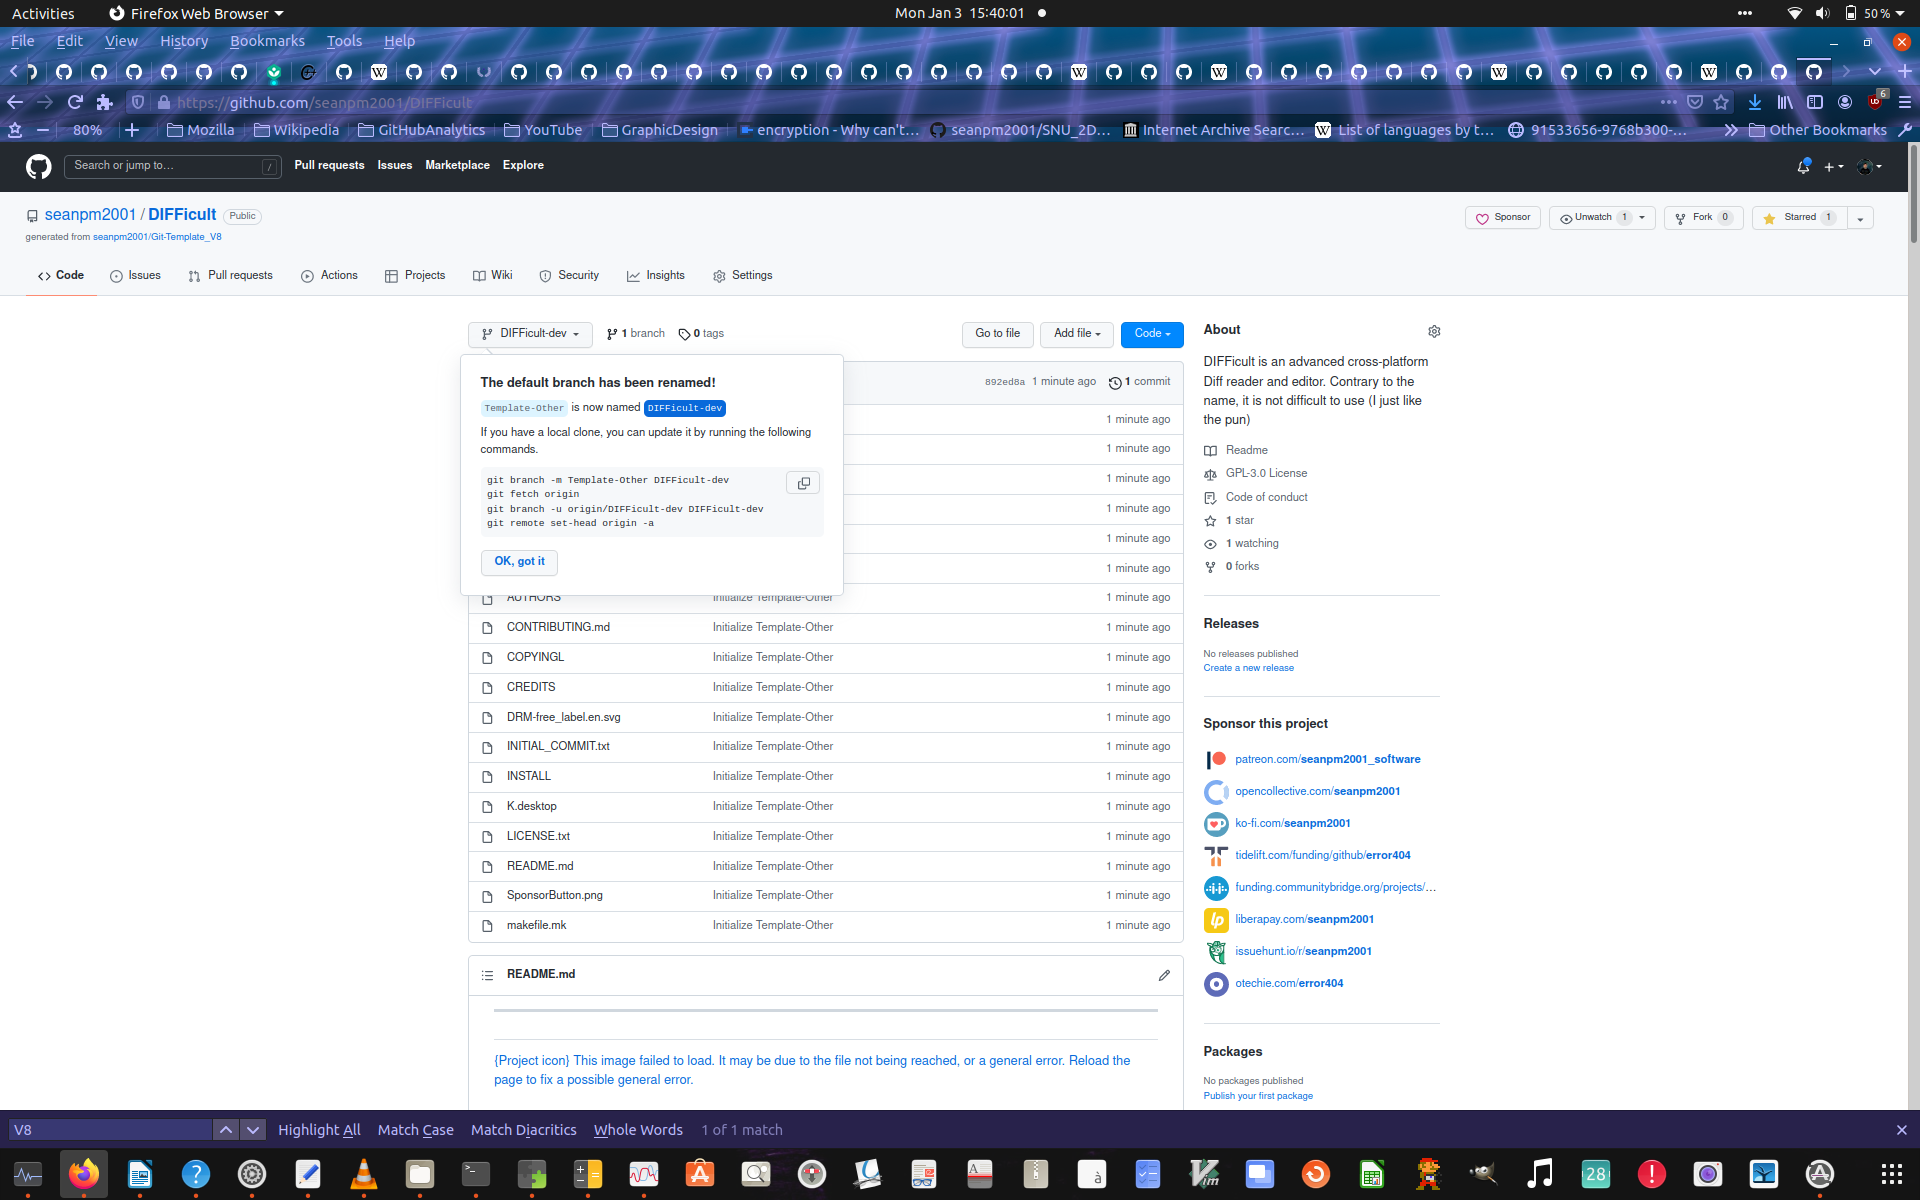 Activities
Firefox Web Browser
Mon Jan 3 15:40:01
50 %
File Edit View History Bookmarks Tools Help
https://github.com/seanpm2001/DIFFicult
6
80%
Mozilla
Wikipedia
GitHubAnalytics
YouTube
GraphicDesign
encryption - Why can't…
seanpm2001/SNU_2D…
Internet Archive Searc…
List of languages by t…
91533656-9768b300-…
Other Bookmarks
Search or jump to…
/
Pull requests Issues Marketplace Explore
seanpm2001 / DIFFicult
Public
generated from seanpm2001/Git-Template_V8
Sponsor
Unwatch 1
Fork 0
Starred 1
Code
Issues
Pull requests
Actions
Projects
Wiki
Security
Insights
Settings
DIFFicult-dev
1 branch
0 tags
Go to file
Add file
Code
The default branch has been renamed!
Template-Other is now named DIFFicult-dev
If you have a local clone, you can update it by running the following
commands.
git branch -m Template-Other DIFFicult-dev
git fetch origin
git branch -u origin/DIFFicult-dev DIFFicult-dev
git remote set-head origin -a
OK, got it
892ed8a 1 minute ago 1 commit
1 minute ago
1 minute ago
1 minute ago
1 minute ago
1 minute ago
1 minute ago
AUTHORS Initialize Template-Other 1 minute ago
CONTRIBUTING.md Initialize Template-Other 1 minute ago
COPYINGL Initialize Template-Other 1 minute ago
CREDITS Initialize Template-Other 1 minute ago
DRM-free_label.en.svg Initialize Template-Other 1 minute ago
INITIAL_COMMIT.txt Initialize Template-Other 1 minute ago
INSTALL Initialize Template-Other 1 minute ago
K.desktop Initialize Template-Other 1 minute ago
LICENSE.txt Initialize Template-Other 1 minute ago
README.md Initialize Template-Other 1 minute ago
SponsorButton.png Initialize Template-Other 1 minute ago
makefile.mk Initialize Template-Other 1 minute ago
README.md
{Project icon} This image failed to load. It may be due to the file not being reached, or a general error. Reload the
page to fix a possible general error.
About
DIFFicult is an advanced cross-platform
Diff reader and editor. Contrary to the
name, it is not difficult to use (I just like
the pun)
Readme
GPL-3.0 License
Code of conduct
1 star
1 watching
0 forks
Releases
No releases published
Create a new release
Sponsor this project
patreon.com/seanpm2001_software
opencollective.com/seanpm2001
ko-fi.com/seanpm2001
tidelift.com/funding/github/error404
funding.communitybridge.org/projects/…
liberapay.com/seanpm2001
issuehunt.io/r/seanpm2001
otechie.com/error404
Packages
No packages published
Publish your first package
V8
Highlight All Match Case Match Diacritics Whole Words 1 of 1 match
28